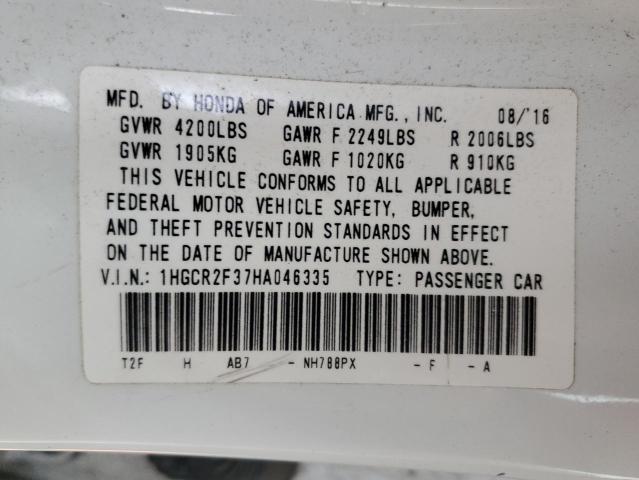 MFD. BY HONDA OF AMERICA MFG., INC. 08/'16
GVWR 4200LBS GAWR F 2249LBS R 2006LBS
GVWR 1905KG GAWR F 1020KG R 910KG
THIS VEHICLE CONFORMS TO ALL APPLICABLE
FEDERAL MOTOR VEHICLE SAFETY, BUMPER,
AND THEFT PREVENTION STANDARDS IN EFFECT
ON THE DATE OF MANUFACTURE SHOWN ABOVE.
V.I.N.: 1HGCR2F37HA046335 TYPE: PASSENGER CAR
T2F H AB7 - NH788PX - F - A